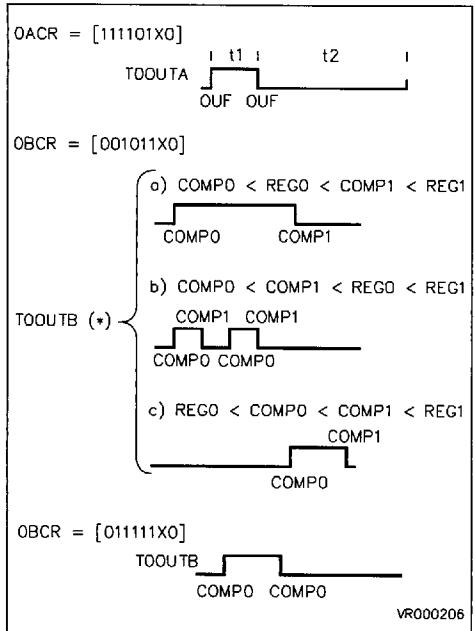 OACR = [111101X0]
t1 t2
TOOUTA
OUF OUF
OBCR = [001011X0]
a) COMP0 < REG0 < COMP1 < REG1
COMP0 COMP1
b) COMP0 < COMP1 < REG0 < REG1
COMP1 COMP1
TOOUTB (*)
COMP0 COMP0
c) REG0 < COMP0 < COMP1 < REG1
COMP1
COMP0
OBCR = [011111X0]
TOOUTB
COMP0 COMP0
VR000206